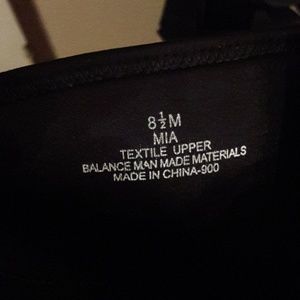 8½M
MIA
TEXTILE UPPER
BALANCE MAN MADE MATERIALS
MADE IN CHINA-900